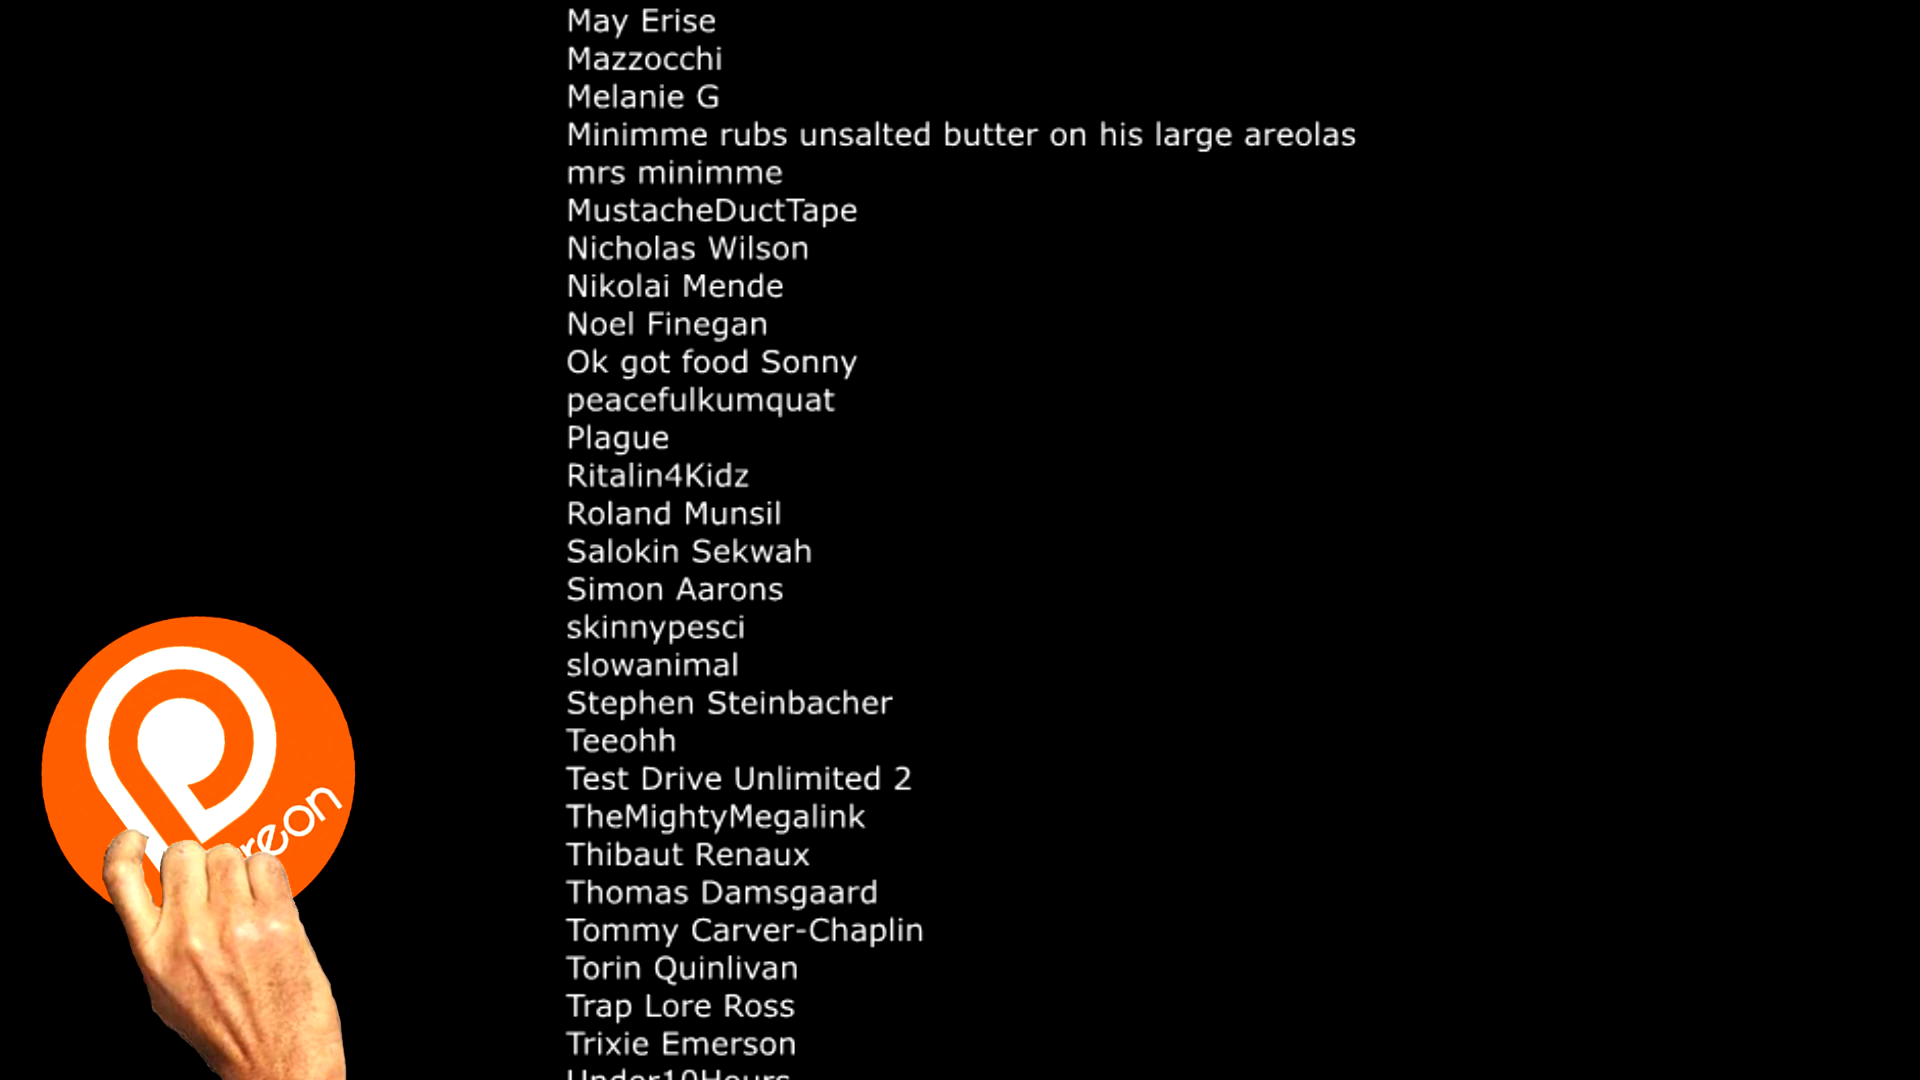 May Erise
Mazzocchi
Melanie G
Minimme rubs unsalted butter on his large areolas
mrs minimme
MustacheDuctTape
Nicholas Wilson
Nikolai Mende
Noel Finegan
Ok got food Sonny
peacefulkumquat
Plague
Ritalin4Kidz
Roland Munsil
Salokin Sekwah
Simon Aarons
skinnypesci
slowanimal
Stephen Steinbacher
Teeohh
Test Drive Unlimited 2
TheMightyMegalink
Thibaut Renaux
Thomas Damsgaard
Tommy Carver-Chaplin
Torin Quinlivan
Trap Lore Ross
Trixie Emerson
Under10Hours
reon